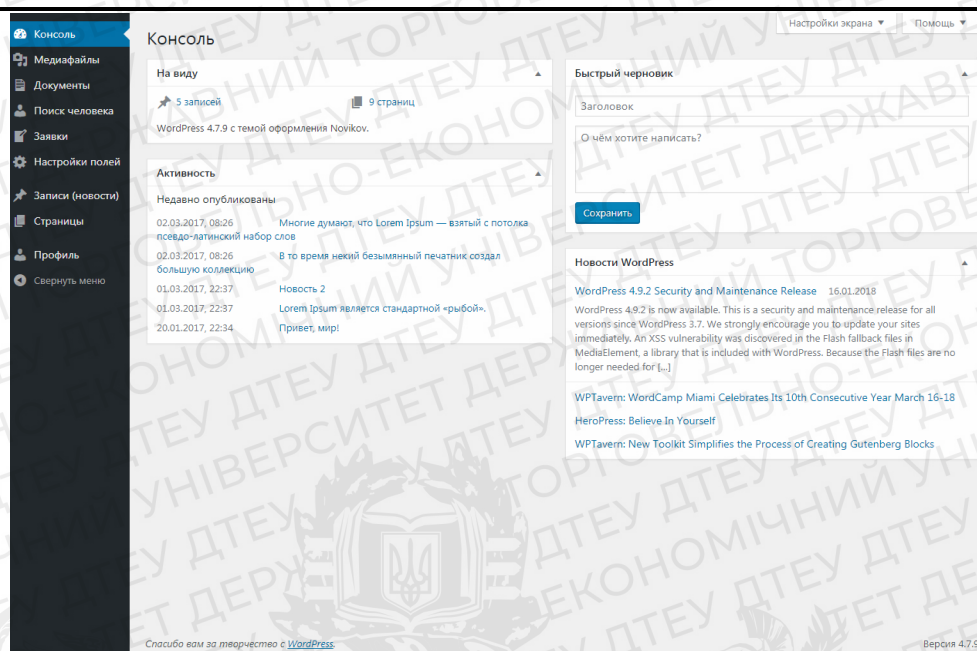 Настройки экрана
Помощь
Консоль
Медиафайлы
Документы
Поиск человека
Заявки
Настройки полей
Записи (новости)
Страницы
Профиль
Свернуть меню
Консоль
На виду
5 записей
9 страниц
WordPress 4.7.9 с темой оформления Novikov.
Активность
Недавно опубликованы
02.03.2017, 08:26 Многие думают, что Lorem Ipsum — взятый с потолка
псевдо-латинский набор слов
02.03.2017, 08:26 В то время некий безымянный печатник создал
большую коллекцию
01.03.2017, 22:37 Новость 2
01.03.2017, 22:37 Lorem Ipsum является стандартной «рыбой».
20.01.2017, 22:34 Привет, мир!
Быстрый черновик
Заголовок
О чём хотите написать?
Сохранить
Новости WordPress
WordPress 4.9.2 Security and Maintenance Release 16.01.2018
WordPress 4.9.2 is now available. This is a security and maintenance release for all
versions since WordPress 3.7. We strongly encourage you to update your sites
immediately. An XSS vulnerability was discovered in the Flash fallback files in
MediaElement, a library that is included with WordPress. Because the Flash files are no
longer needed for […]
WPTavern: WordCamp Miami Celebrates Its 10th Consecutive Year March 16-18
HeroPress: Believe In Yourself
WPTavern: New Toolkit Simplifies the Process of Creating Gutenberg Blocks
Спасибо вам за творчество с WordPress.
Версия 4.7.9